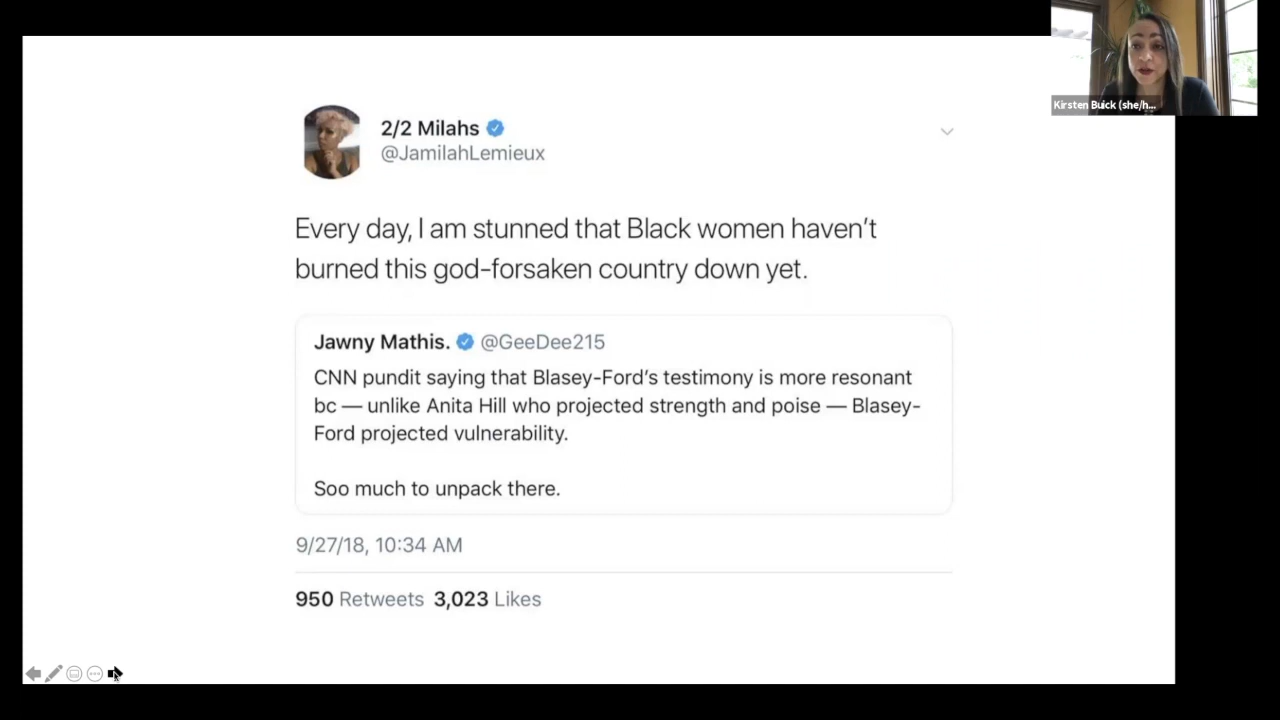 Kirsten Buick (she/h...
2/2 Milahs
@JamilahLemieux
Every day, I am stunned that Black women haven’t
burned this god-forsaken country down yet.
Jawny Mathis. @GeeDee215
CNN pundit saying that Blasey-Ford’s testimony is more resonant
bc — unlike Anita Hill who projected strength and poise — Blasey-
Ford projected vulnerability.
Soo much to unpack there.
9/27/18, 10:34 AM
950 Retweets 3,023 Likes